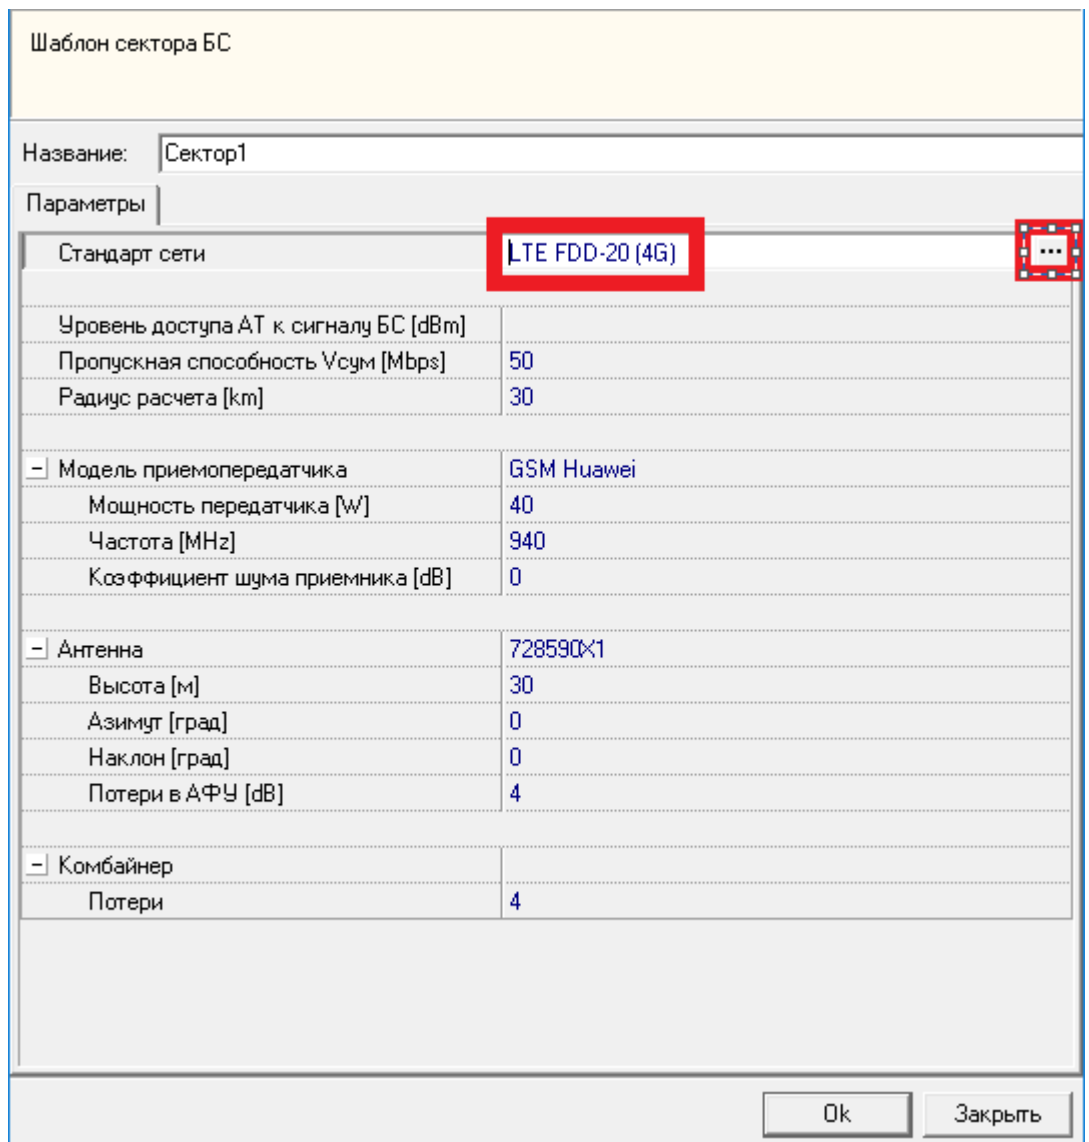 Шаблон сектора БС
Название: Сектор1
Параметры
Стандарт сети LTE FDD-20 (4G) ...
Уровень доступа АТ к сигналу БС [dBm]
Пропускная способность Vсум [Mbps] 50
Радиус расчета [km] 30
Модель приемопередатчика GSM Huawei
Мощность передатчика [W] 40
Частота [MHz] 940
Коэффициент шума приемника [dB] 0
Антенна 728590X1
Высота [м] 30
Азимут [град] 0
Наклон [град] 0
Потери в АФУ [dB] 4
Комбайнер
Потери 4
Ok Закрыть